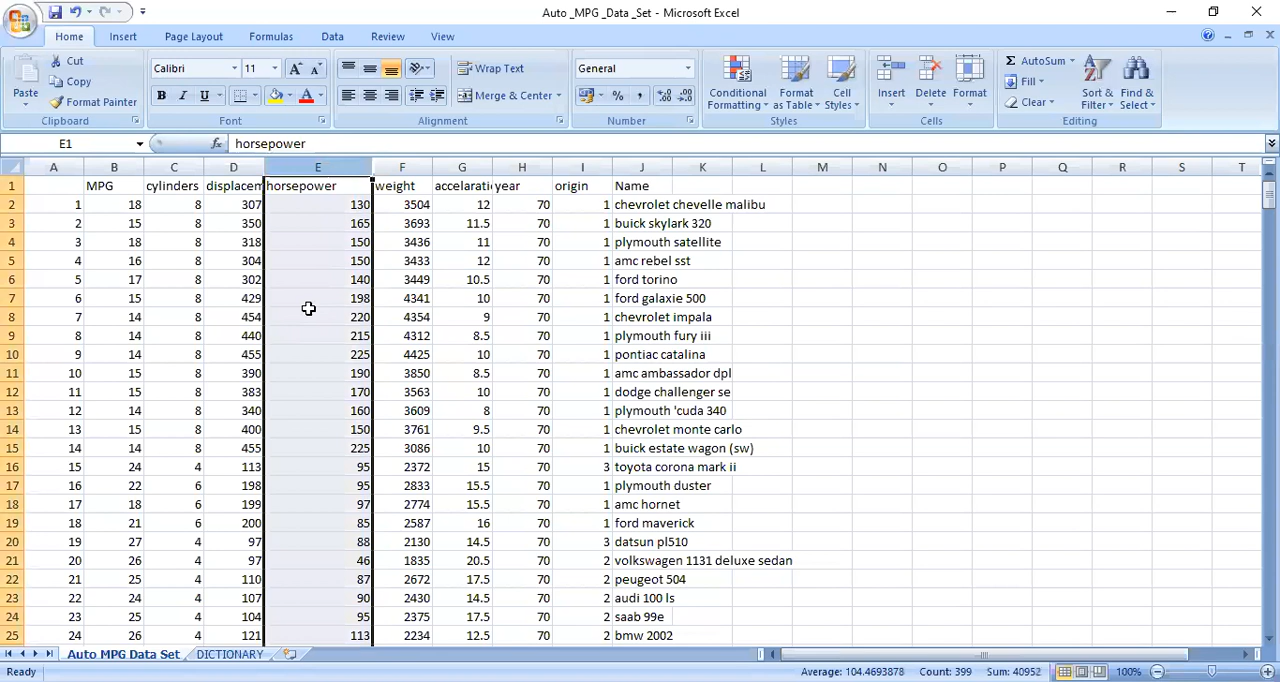 Auto _MPG _Data _Set - Microsoft Excel
Home Insert Page Layout Formulas Data Review View
Paste Cut Copy Format Painter Calibri 11 B I U Wrap Text Merge & Center General % , Conditional Formatting Format as Table Cell Styles Insert Delete Format AutoSum Fill Clear Sort & Filter Find & Select
Clipboard Font Alignment Number Styles Cells Editing
E1 fx horsepower
A B C D E F G H I J K L M N O P Q R S T
1 MPG cylinders displacem horsepower weight accelaratio year origin Name
2 1 18 8 307 130 3504 12 70 1 chevrolet chevelle malibu
3 2 15 8 350 165 3693 11.5 70 1 buick skylark 320
4 3 18 8 318 150 3436 11 70 1 plymouth satellite
5 4 16 8 304 150 3433 12 70 1 amc rebel sst
6 5 17 8 302 140 3449 10.5 70 1 ford torino
7 6 15 8 429 198 4341 10 70 1 ford galaxie 500
8 7 14 8 454 220 4354 9 70 1 chevrolet impala
9 8 14 8 440 215 4312 8.5 70 1 plymouth fury iii
10 9 14 8 455 225 4425 10 70 1 pontiac catalina
11 10 15 8 390 190 3850 8.5 70 1 amc ambassador dpl
12 11 15 8 383 170 3563 10 70 1 dodge challenger se
13 12 14 8 340 160 3609 8 70 1 plymouth 'cuda 340
14 13 15 8 400 150 3761 9.5 70 1 chevrolet monte carlo
15 14 14 8 455 225 3086 10 70 1 buick estate wagon (sw)
16 15 24 4 113 95 2372 15 70 3 toyota corona mark ii
17 16 22 6 198 95 2833 15.5 70 1 plymouth duster
18 17 18 6 199 97 2774 15.5 70 1 amc hornet
19 18 21 6 200 85 2587 16 70 1 ford maverick
20 19 27 4 97 88 2130 14.5 70 3 datsun pl510
21 20 26 4 97 46 1835 20.5 70 2 volkswagen 1131 deluxe sedan
22 21 25 4 110 87 2672 17.5 70 2 peugeot 504
23 22 24 4 107 90 2430 14.5 70 2 audi 100 ls
24 23 25 4 104 95 2375 17.5 70 2 saab 99e
25 24 26 4 121 113 2234 12.5 70 2 bmw 2002
Auto MPG Data Set DICTIONARY
Ready Average: 104.4693878 Count: 399 Sum: 40952 100%